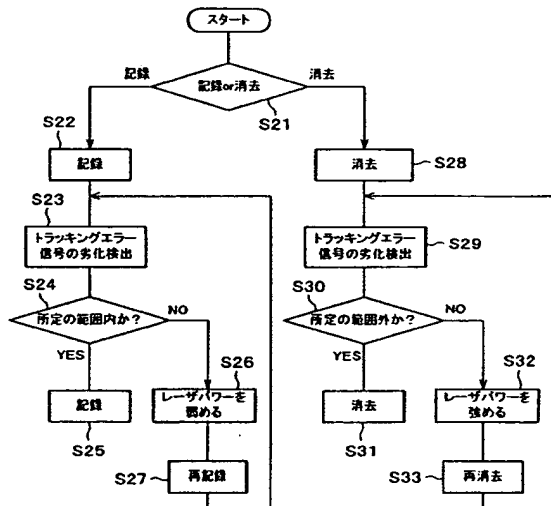 スタート
記録
記録or消去
消去
S21
S22
記録
消去
S28
S23
トラッキングエラー
信号の劣化検出
トラッキングエラー
信号の劣化検出
S29
S24
所定の範囲内か?
NO
YES
S30
所定の範囲外か?
NO
YES
S26
レーザパワーを
弱める
S32
レーザパワーを
強める
記録
S25
消去
S31
S27
再記録
S33
再消去